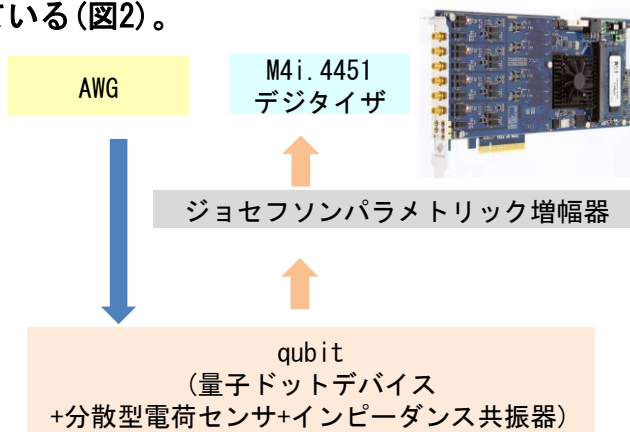 ている(図2)。
AWG
M4i.4451
デジタイザ
ジョセフソンパラメトリック増幅器
qubit
(量子ドットデバイス
+分散型電荷センサ+インピーダンス共振器)